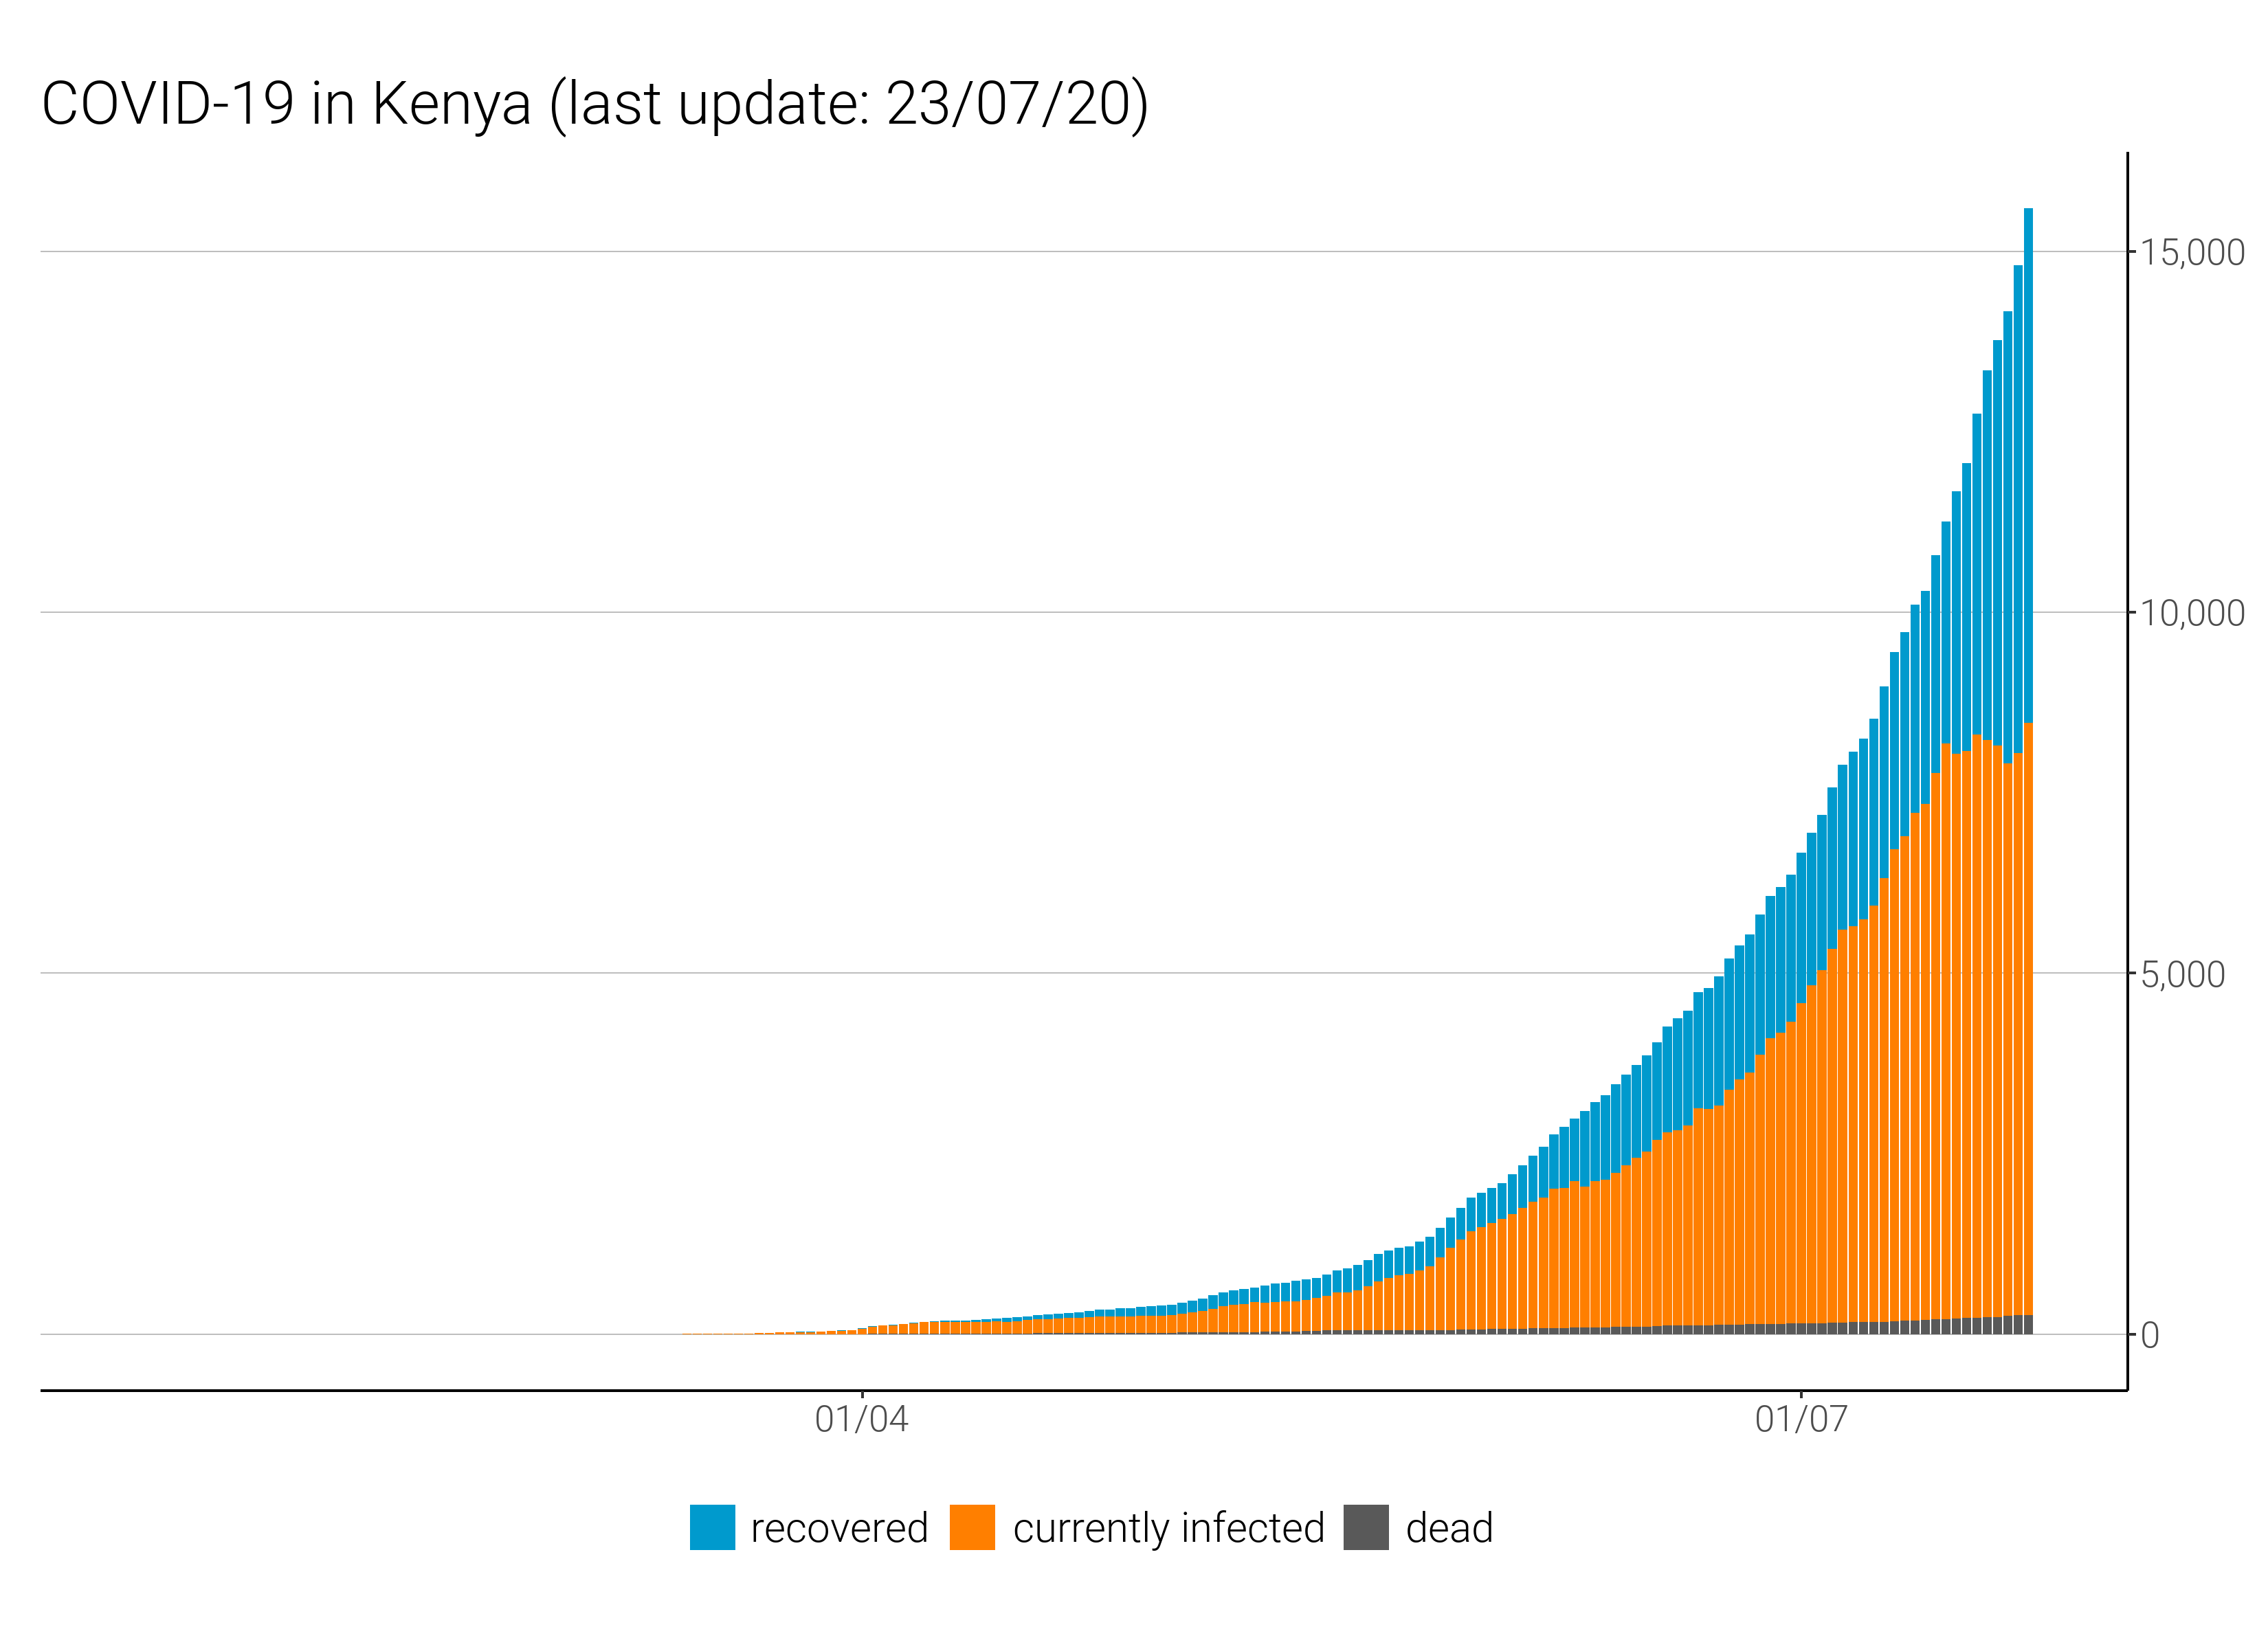 COVID-19 in Kenya (last update: 23/07/20)
15,000
10,000
5,000
0
01/04 01/07
recovered currently infected dead